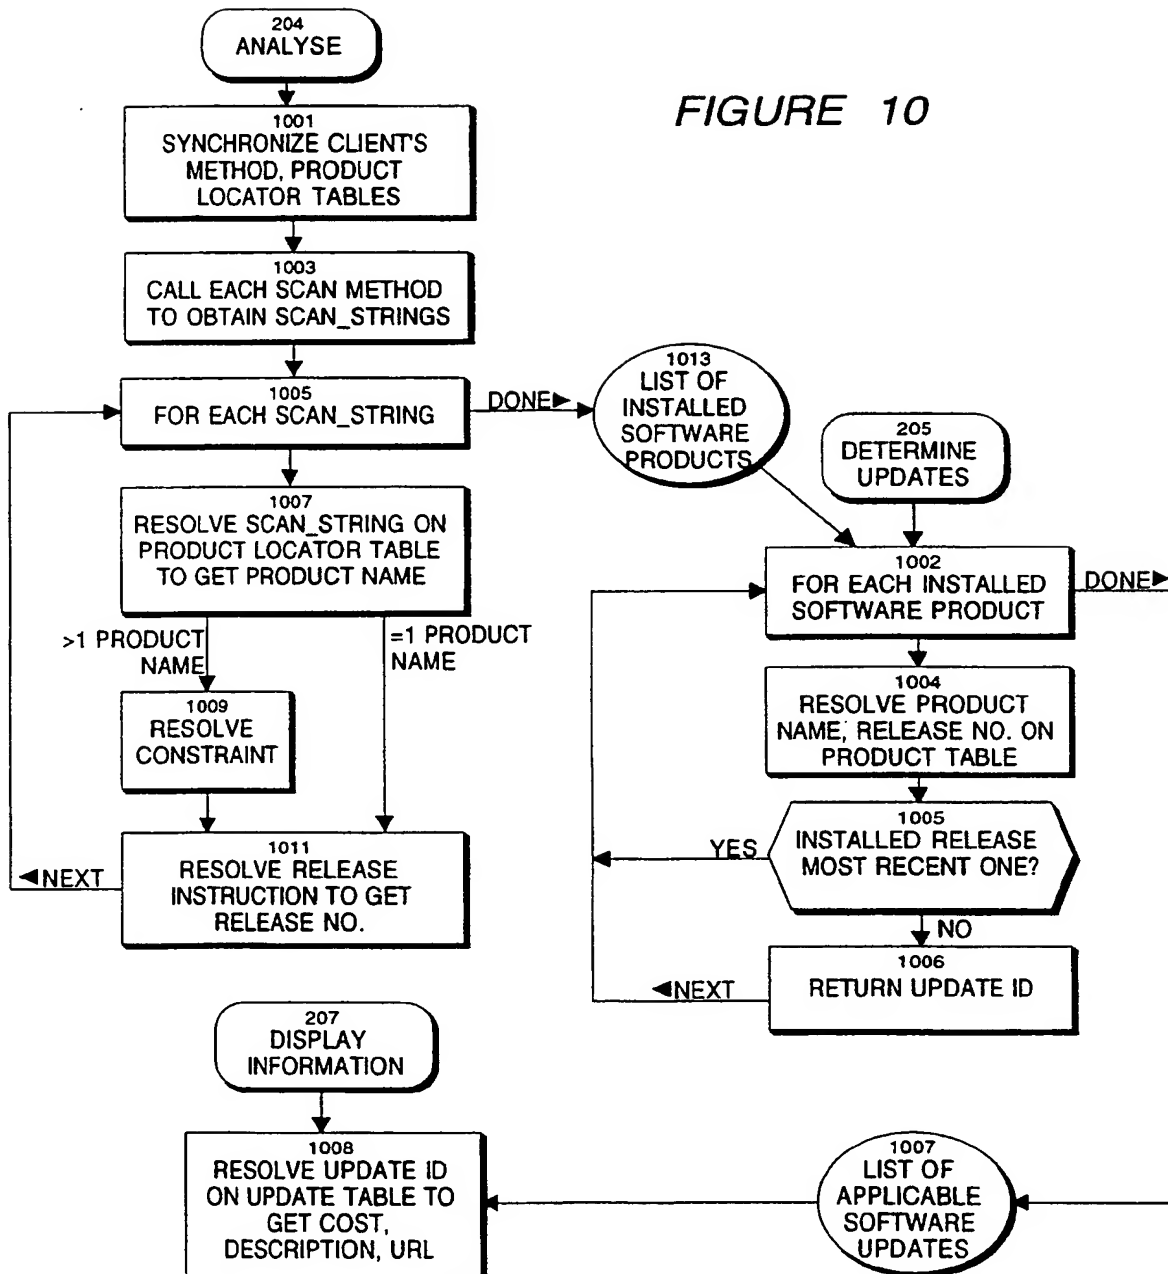 FIGURE 10
204
ANALYSE
1001
SYNCHRONIZE CLIENT'S
METHOD, PRODUCT
LOCATOR TABLES
1003
CALL EACH SCAN METHOD
TO OBTAIN SCAN_STRINGS
1005
FOR EACH SCAN_STRING
DONE►
1007
RESOLVE SCAN_STRING ON
PRODUCT LOCATOR TABLE
TO GET PRODUCT NAME
>1 PRODUCT
NAME
=1 PRODUCT
NAME
1009
RESOLVE
CONSTRAINT
1011
RESOLVE RELEASE
INSTRUCTION TO GET
RELEASE NO.
◄NEXT
1013
LIST OF
INSTALLED
SOFTWARE
PRODUCTS
205
DETERMINE
UPDATES
1002
FOR EACH INSTALLED
SOFTWARE PRODUCT
DONE►
1004
RESOLVE PRODUCT
NAME, RELEASE NO. ON
PRODUCT TABLE
1005
INSTALLED RELEASE
MOST RECENT ONE?
YES
NO
1006
RETURN UPDATE ID
◄NEXT
207
DISPLAY
INFORMATION
1008
RESOLVE UPDATE ID
ON UPDATE TABLE TO
GET COST,
DESCRIPTION, URL
1007
LIST OF
APPLICABLE
SOFTWARE
UPDATES